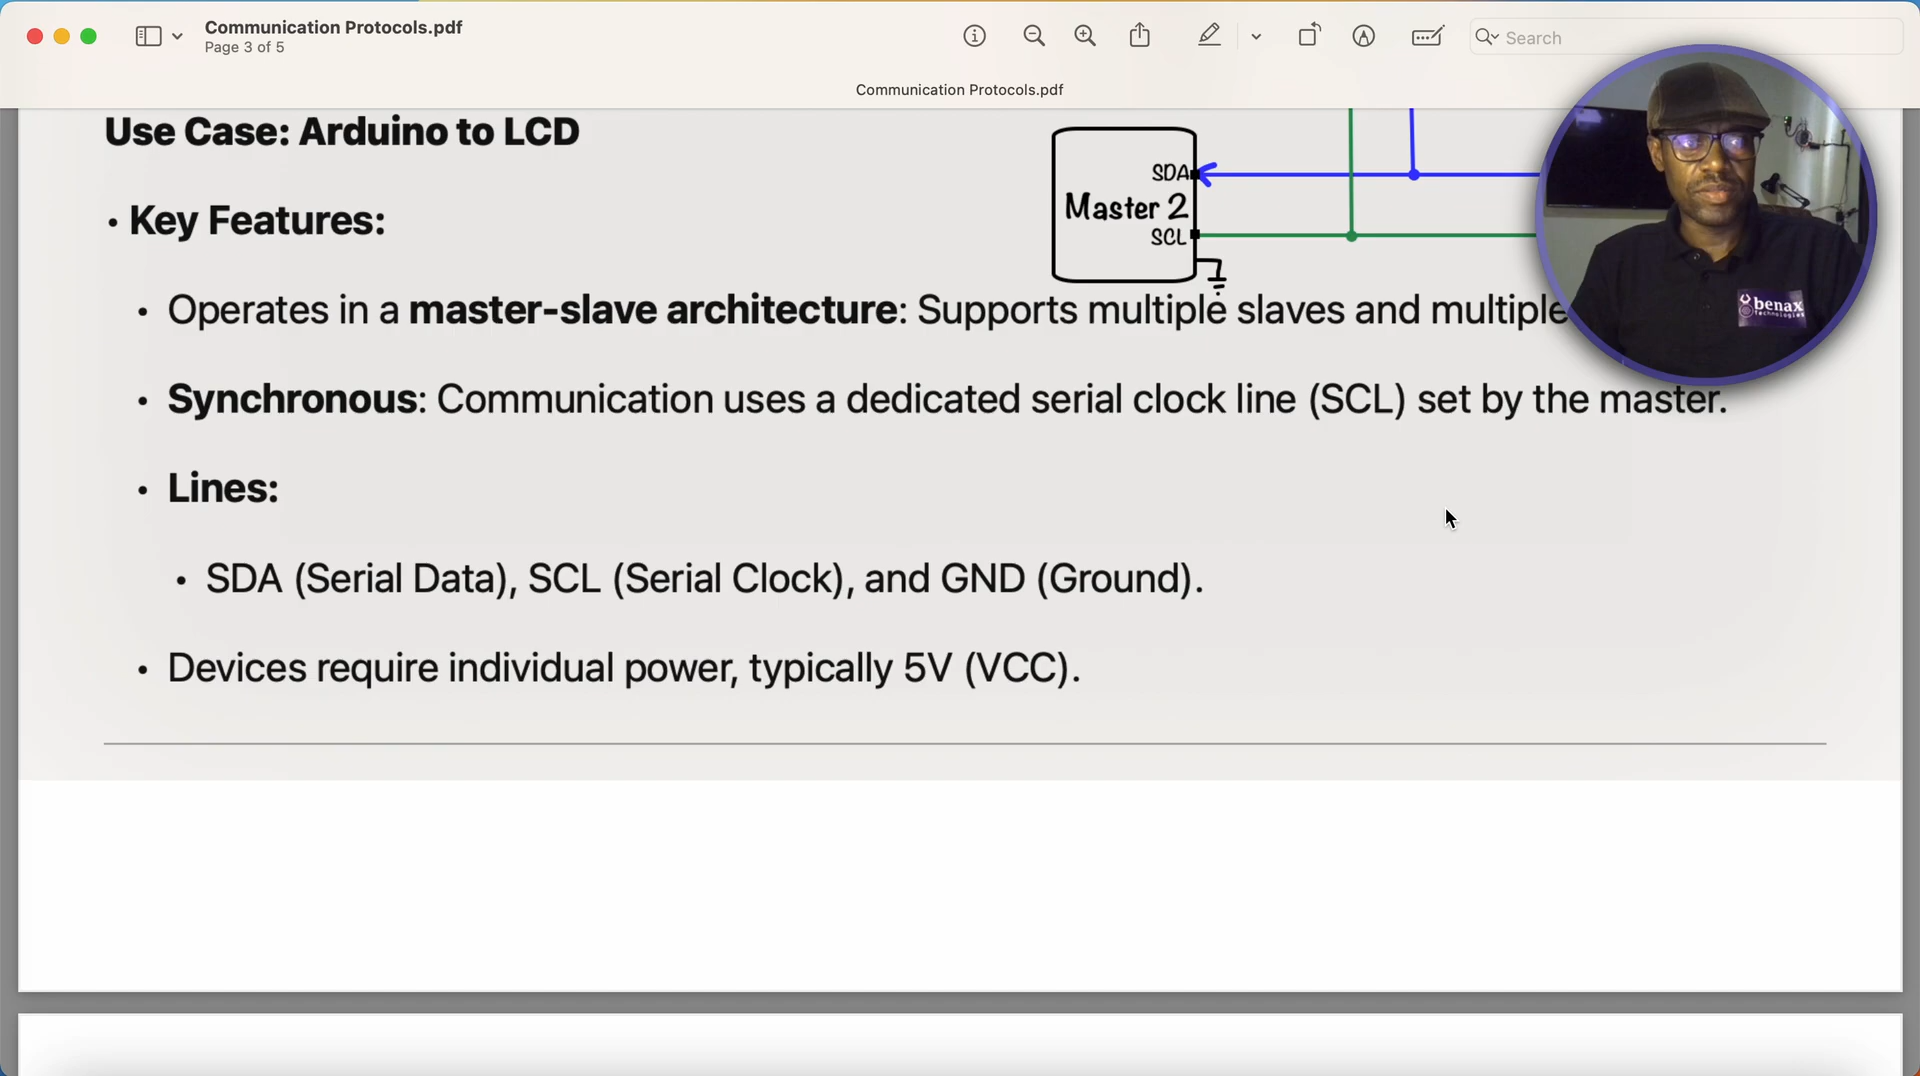 Communication Protocols.pdf
Page 3 of 5
Search
Communication Protocols.pdf
Use Case: Arduino to LCD
SDA
Master 2
SCL
• Key Features:
• Operates in a master-slave architecture: Supports multiple slaves and multiple
• Synchronous: Communication uses a dedicated serial clock line (SCL) set by the master.
• Lines:
• SDA (Serial Data), SCL (Serial Clock), and GND (Ground).
• Devices require individual power, typically 5V (VCC).
benax
Technologies